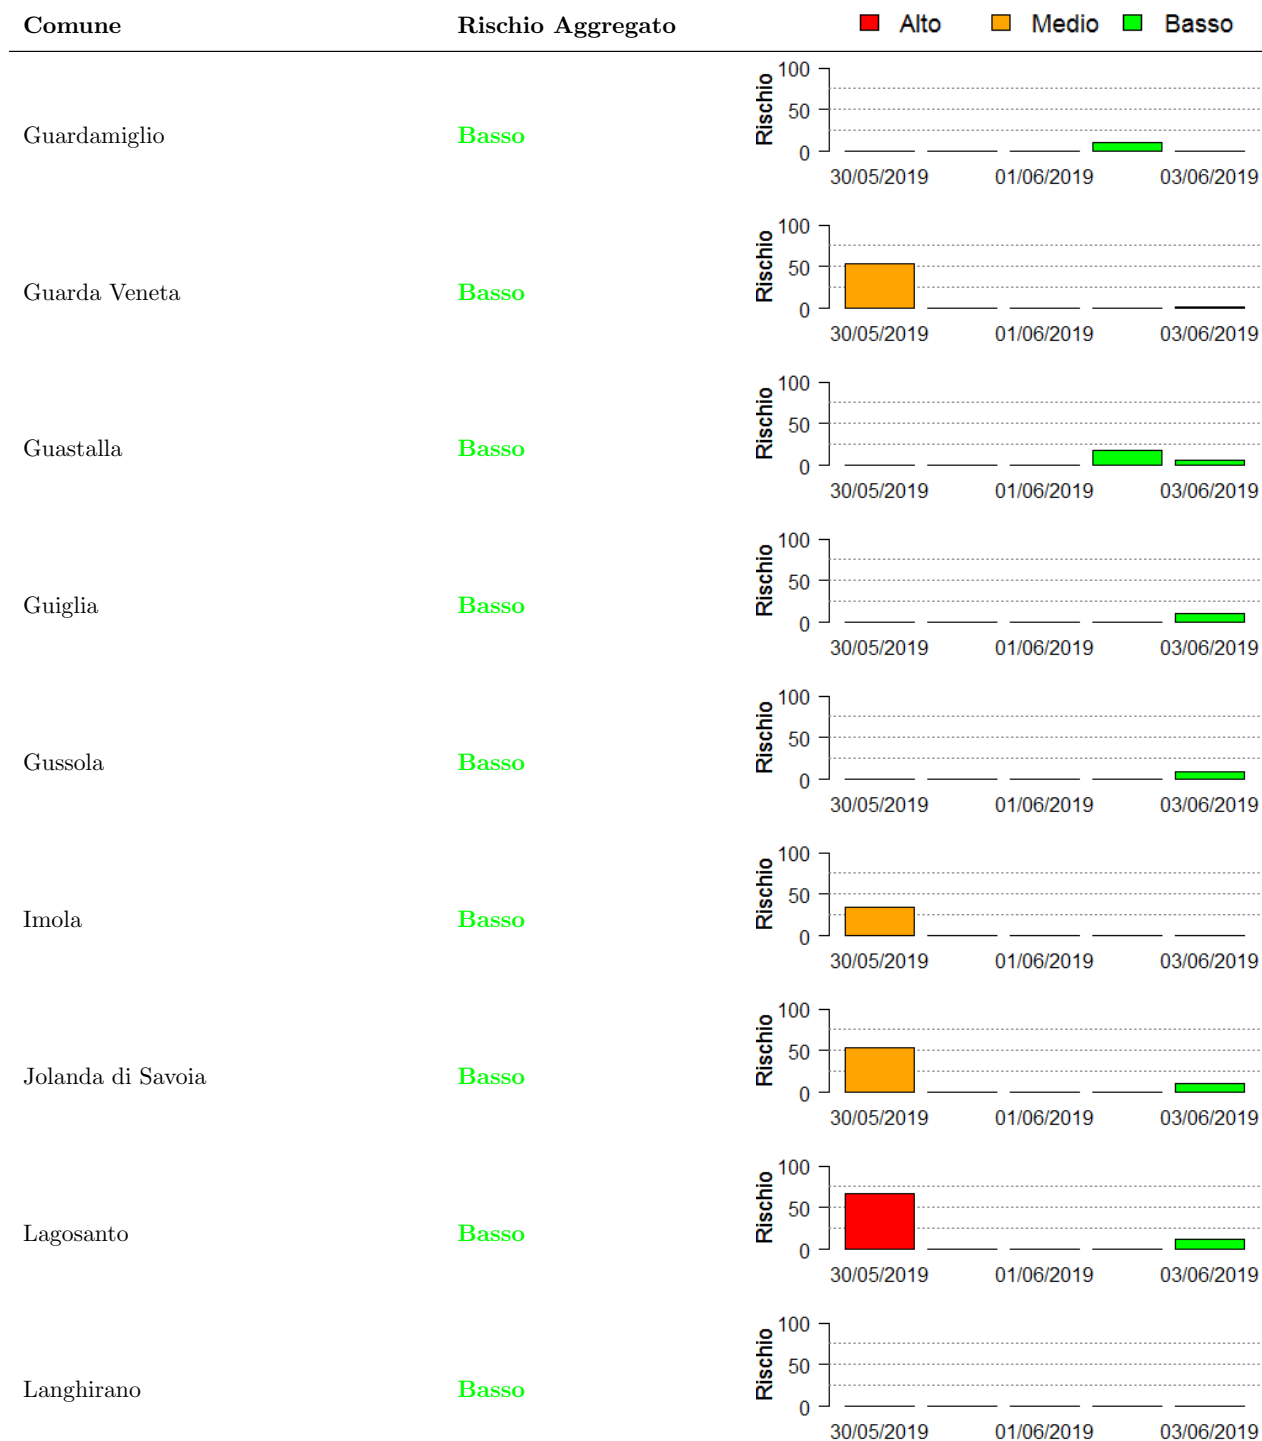 Comune Rischio Aggregato Alto Medio Basso
100
50
0
Rischio
Guardamiglio Basso
30/05/2019 01/06/2019 03/06/2019
100
50
0
Rischio
Guarda Veneta Basso
30/05/2019 01/06/2019 03/06/2019
100
50
0
Rischio
Guastalla Basso
30/05/2019 01/06/2019 03/06/2019
100
50
0
Rischio
Guiglia Basso
30/05/2019 01/06/2019 03/06/2019
100
50
0
Rischio
Gussola Basso
30/05/2019 01/06/2019 03/06/2019
100
50
0
Rischio
Imola Basso
30/05/2019 01/06/2019 03/06/2019
100
50
0
Rischio
Jolanda di Savoia Basso
30/05/2019 01/06/2019 03/06/2019
100
50
0
Rischio
Lagosanto Basso
30/05/2019 01/06/2019 03/06/2019
100
50
0
Rischio
Langhirano Basso
30/05/2019 01/06/2019 03/06/2019